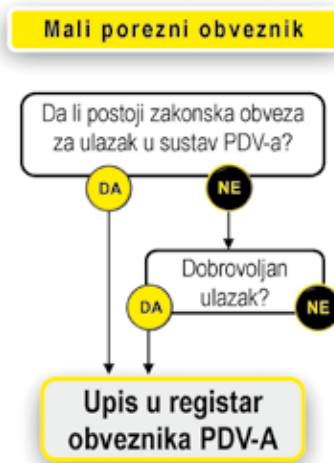 Mali porezni obveznik
Da li postoji zakonska obveza
za ulazak u sustav PDV-a?
DA
NE
Dobrovoljan
ulazak?
DA
NE
Upis u registar
obveznika PDV-A